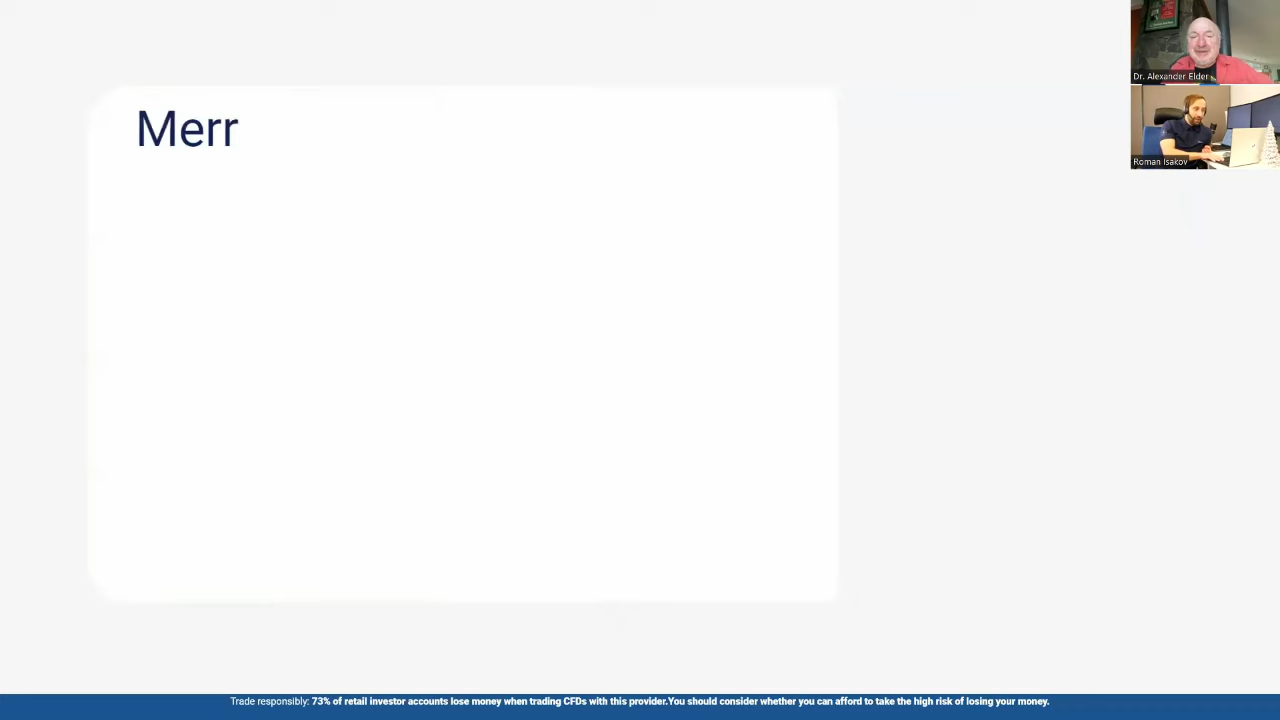 Merr
Dr. Alexander Elder
Roman Isakov
Trade responsibly: 73% of retail investor accounts lose money when trading CFDs with this provider.You should consider whether you can afford to take the high risk of losing your money.